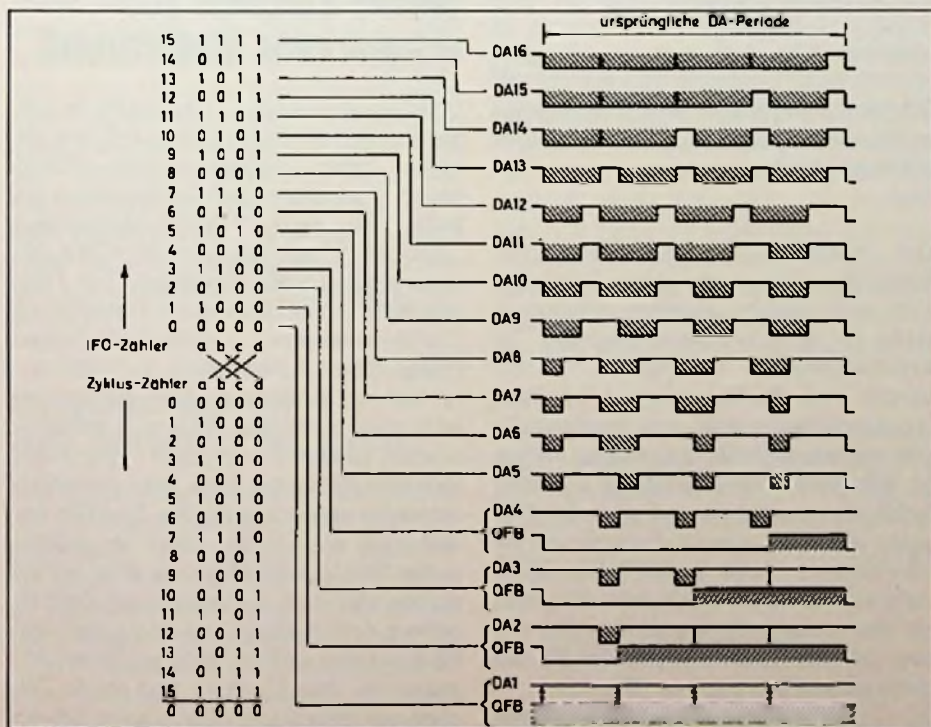 ursprüngliche DA-Periode
15 1 1 1 1
14 0 1 1 1
13 1 0 1 1
12 0 0 1 1
11 1 1 0 1
10 0 1 0 1
9 1 0 0 1
8 0 0 0 1
7 1 1 1 0
6 0 1 1 0
5 1 0 1 0
4 0 0 1 0
3 1 1 0 0
2 0 1 0 0
1 1 0 0 0
0 0 0 0 0
IFO-Zähler a b c d
Zyklus-Zähler a b c d
0 0 0 0 0
1 1 0 0 0
2 0 1 0 0
3 1 1 0 0
4 0 0 1 0
5 1 0 1 0
6 0 1 1 0
7 1 1 1 0
8 0 0 0 1
9 1 0 0 1
10 0 1 0 1
11 1 1 0 1
12 0 0 1 1
13 1 0 1 1
14 0 1 1 1
15 1 1 1 1
0 0 0 0 0
DA16
DA15
DA14
DA13
DA12
DA11
DA10
DA9
DA8
DA7
DA6
DA5
DA4
QFB
DA3
QFB
DA2
QFB
DA1
QFB